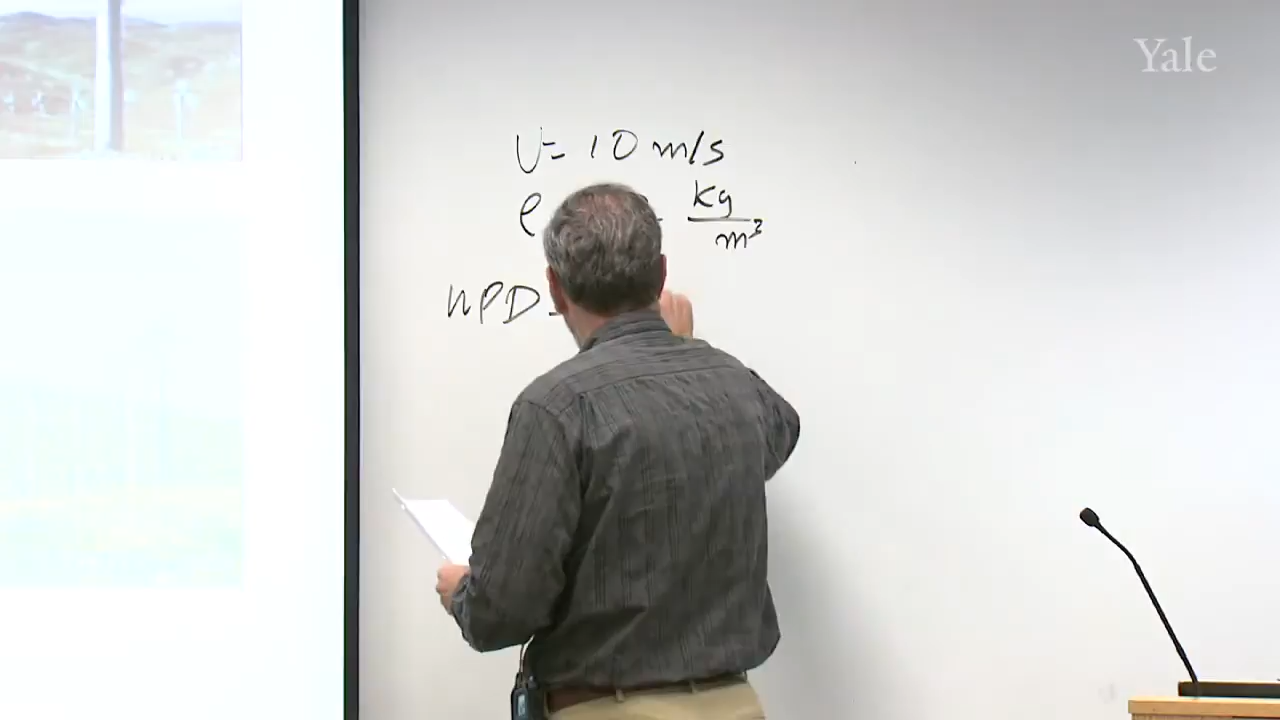 Yale
U = 10 m/s
ρ kg/m³
WPD =